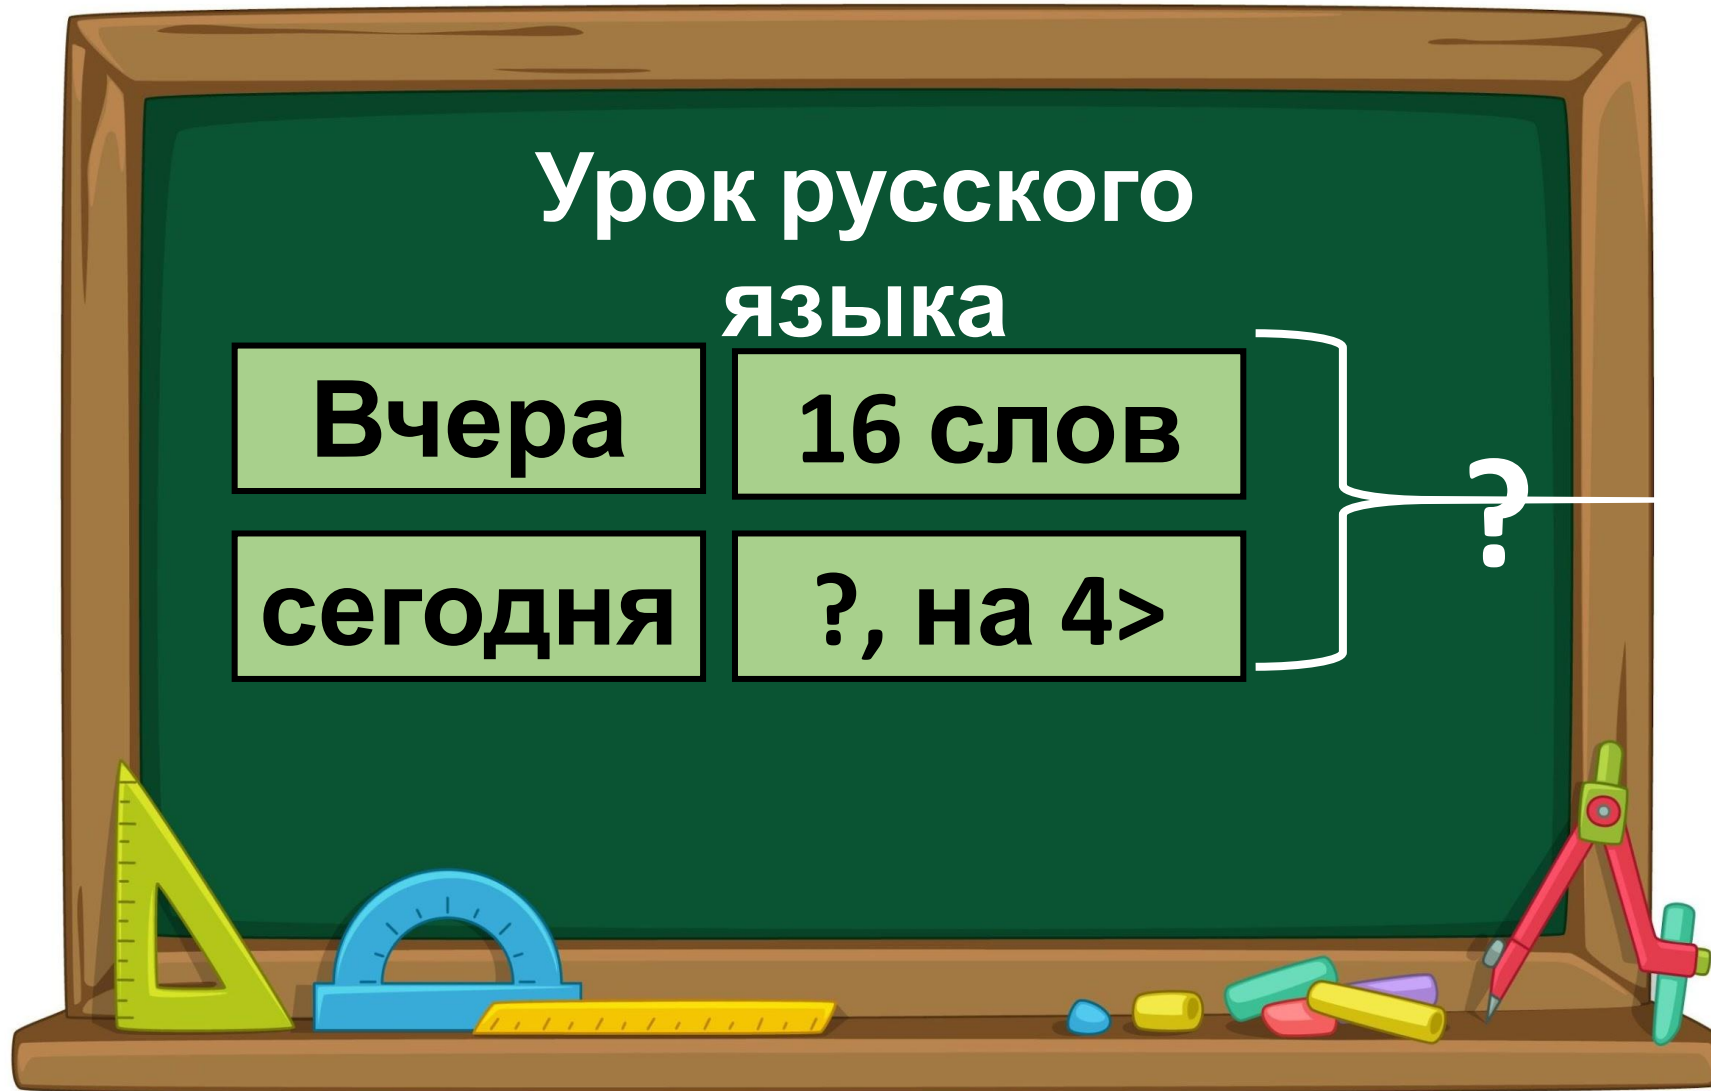 Урок русского
языка
Вчера
16 слов
?
сегодня
?, на 4>